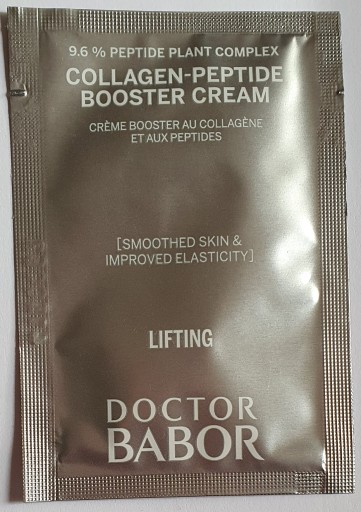 9.6 % PEPTIDE PLANT COMPLEX
COLLAGEN-PEPTIDE
BOOSTER CREAM
CRÈME BOOSTER AU COLLAGÈNE
ET AUX PEPTIDES
[SMOOTHED SKIN &
IMPROVED ELASTICITY]
LIFTING
DOCTOR
BABOR